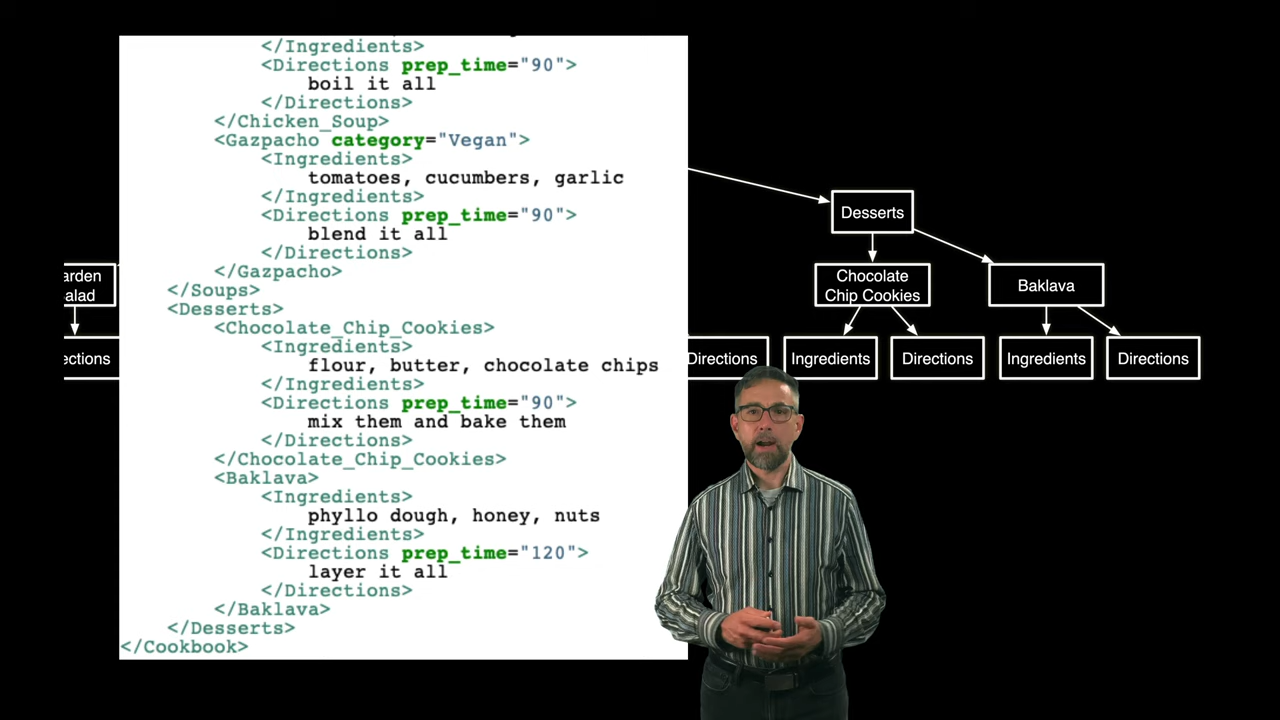 </Ingredients>
<Directions prep_time="90">
boil it all
</Directions>
</Chicken_Soup>
<Gazpacho category="Vegan">
<Ingredients>
tomatoes, cucumbers, garlic
</Ingredients>
<Directions prep_time="90">
blend it all
</Directions>
</Gazpacho>
</Soups>
<Desserts>
<Chocolate_Chip_Cookies>
<Ingredients>
flour, butter, chocolate chips
</Ingredients>
<Directions prep_time="90">
mix them and bake them
</Directions>
</Chocolate_Chip_Cookies>
<Baklava>
<Ingredients>
phyllo dough, honey, nuts
</Ingredients>
<Directions prep_time="120">
layer it all
</Directions>
</Baklava>
</Desserts>
</Cookbook>
arden
alad
ections
Desserts
Chocolate
Chip Cookies
Baklava
Directions
Ingredients
Directions
Ingredients
Directions